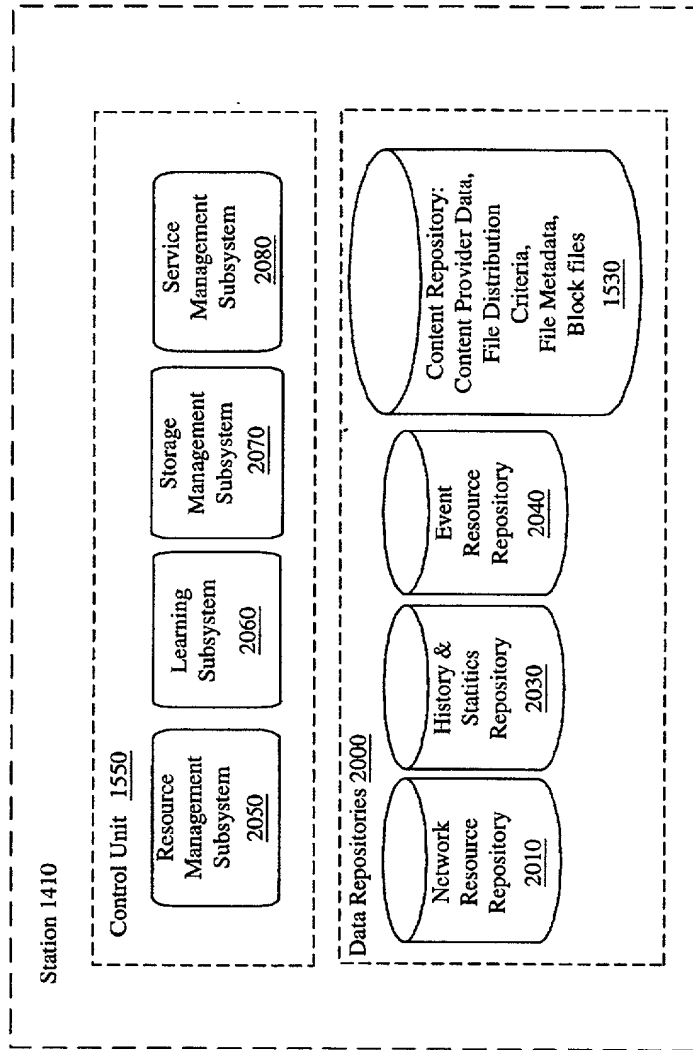 Station 1410
Control Unit 1550
Resource
Management
Subsystem
2050
Learning
Subsystem
2060
Storage
Management
Subsystem
2070
Service
Management
Subsystem
2080
Data Repositories 2000
Network
Resource
Repository
2010
History &
Statitics
Repository
2030
Event
Resource
Repository
2040
Content Repository:
Content Provider Data,
File Distribution
Criteria,
File Metadata,
Block files
1530